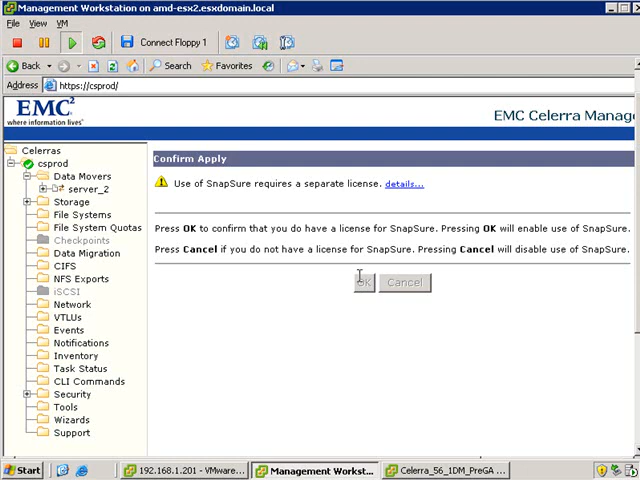 Management Workstation on amd-esx2.esxdomain.local
File View VM
Connect Floppy 1
Back Search Favorites
Address https://csprod/
EMC²
where information lives®
EMC Celerra Manag
Celerras
csprod
Data Movers
server_2
Storage
File Systems
File System Quotas
Checkpoints
Data Migration
CIFS
NFS Exports
iSCSI
Network
VTLUs
Events
Notifications
Inventory
Task Status
CLI Commands
Security
Tools
Wizards
Support
Confirm Apply
Use of SnapSure requires a separate license. details...
Press OK to confirm that you do have a license for SnapSure. Pressing OK will enable use of SnapSure.
Press Cancel if you do not have a license for SnapSure. Pressing Cancel will disable use of SnapSure.
OK Cancel
Start 192.168.1.201 - VMware... Management Workst... Celerra_56_1DM_PreGA ...